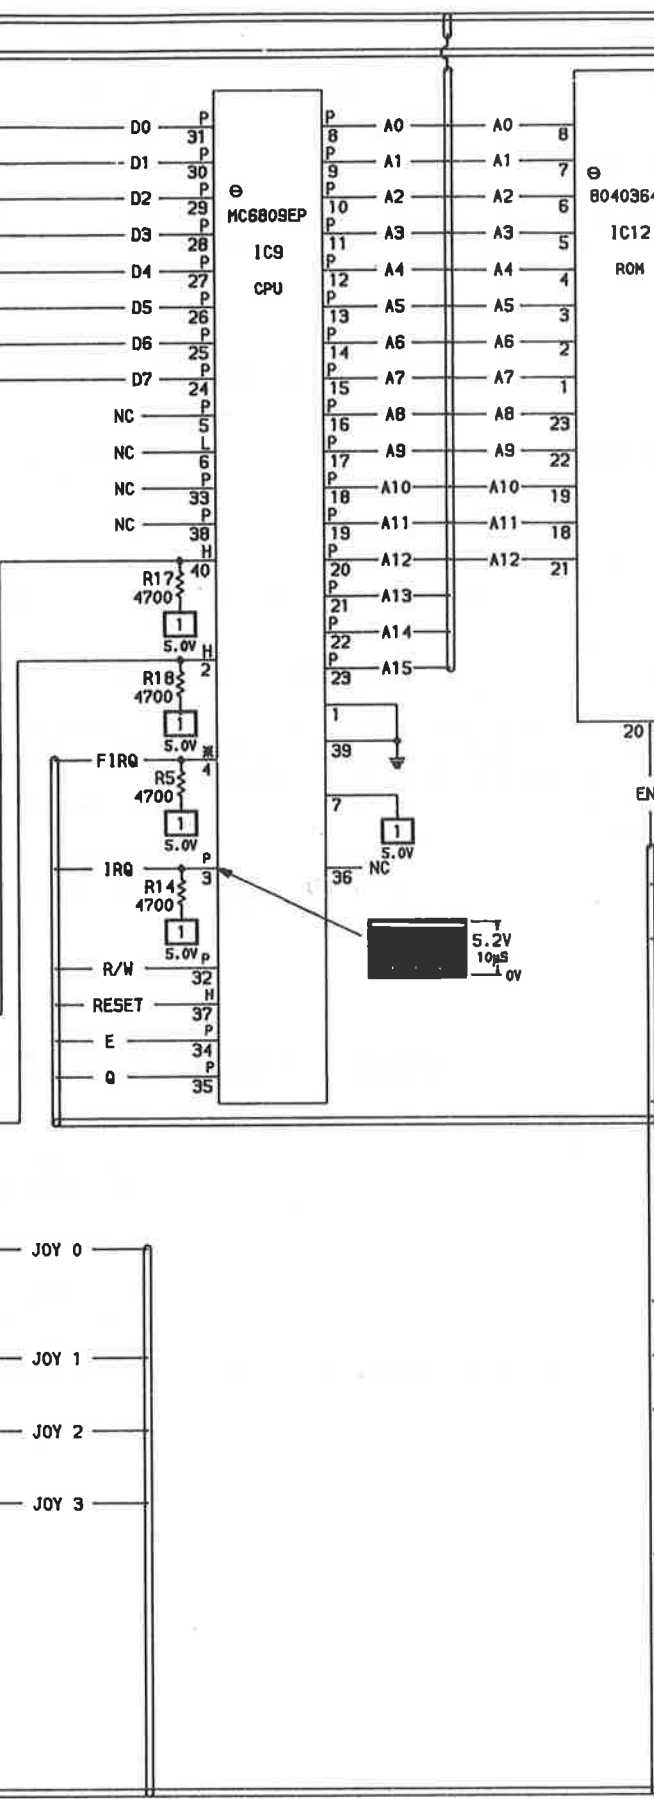 D0 P 31 P 8 A0 A0 8
D1 P 30 P 9 A1 A1 7
D2 P 29 P 10 A2 A2 6
D3 P 28 P 11 A3 A3 5
D4 P 27 P 12 A4 A4 4
D5 P 26 P 13 A5 A5 3
D6 P 25 P 14 A6 A6 2
D7 P 24 P 15 A7 A7 1
NC P 5 P 16 A8 A8 23
NC L 6 P 17 A9 A9 22
NC P 33 P 18 A10 A10 19
NC P 38 P 19 A11 A11 18
H 40 P 20 A12 A12 21
P 21 A13
P 22 A14
P 23 A15
MC6809EP
IC9
CPU
8040364
IC12
ROM
20
EN
R17
4700
1
5.0V
H 2
R18
4700
1
5.0V
1
39
FIRQ ※ 4
R5
4700
1
5.0V
7
1
5.0V
IRQ P 3
36 NC
R14
4700
1
5.0V
5.2V
10µS
0V
R/W P 32
RESET H 37
E P 34
Q P 35
JOY 0
JOY 1
JOY 2
JOY 3